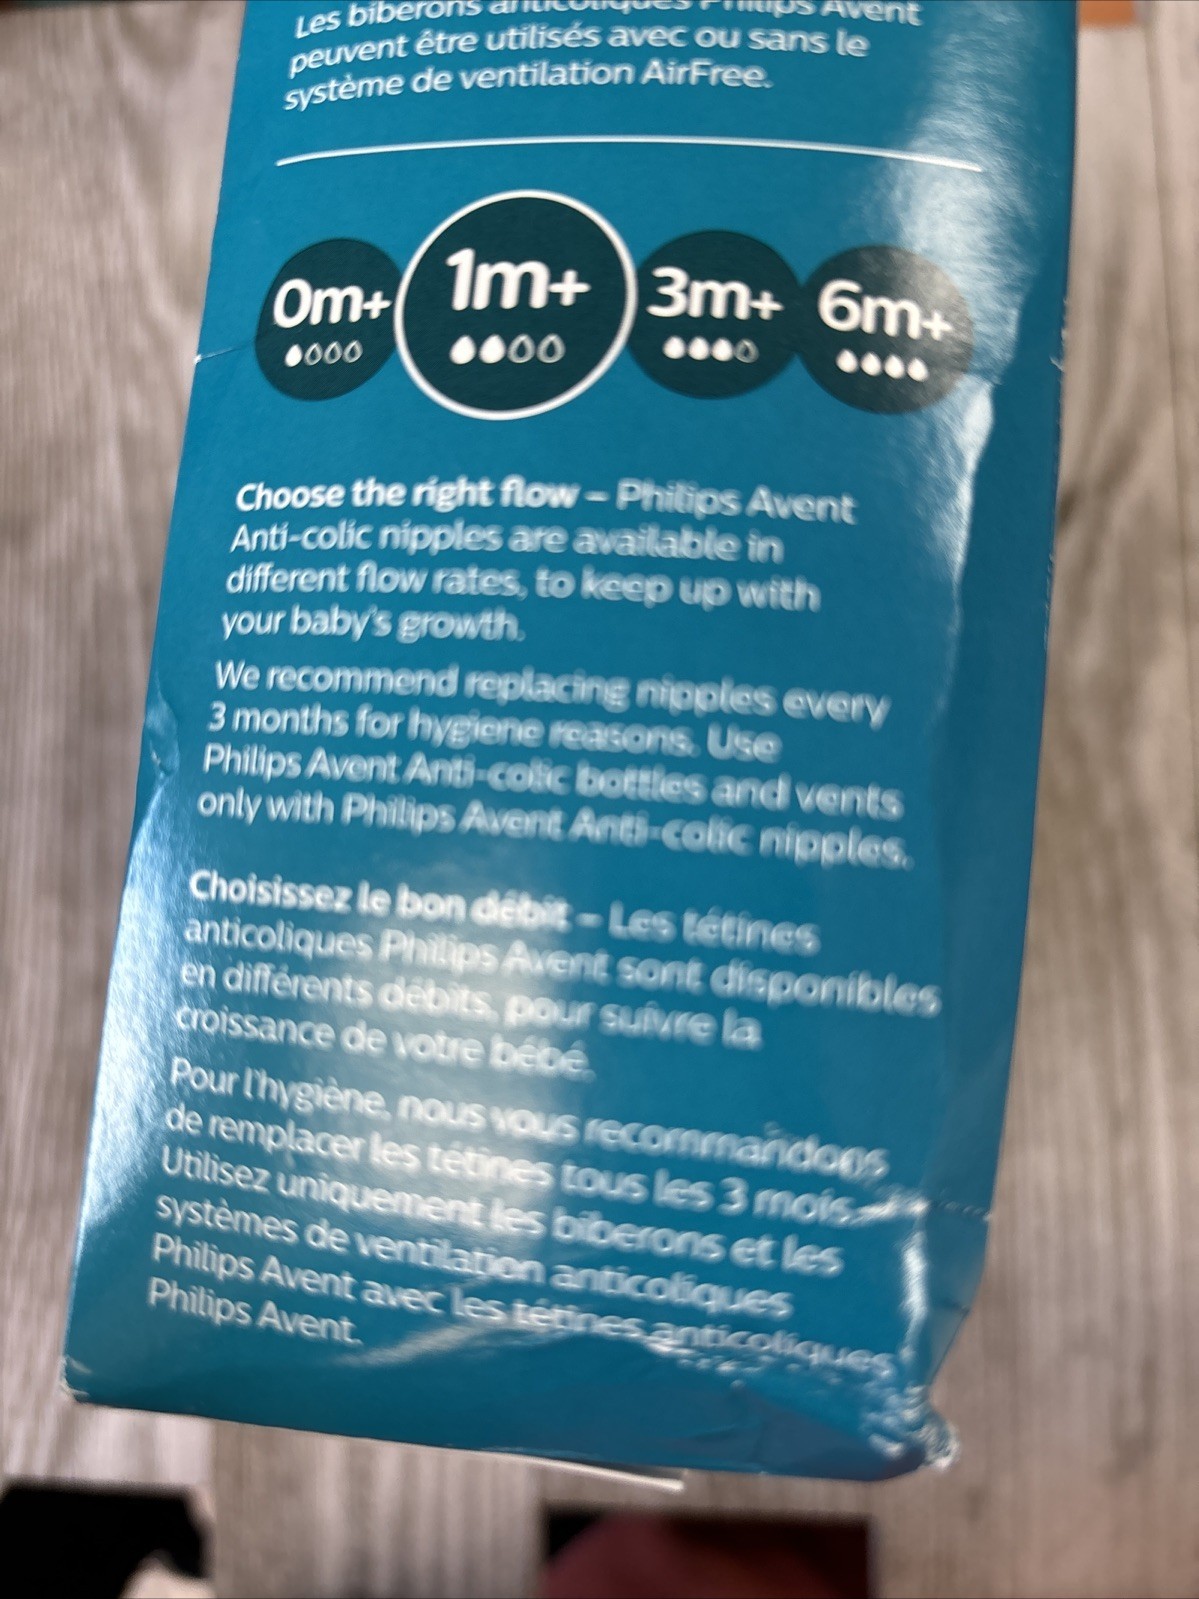 Les biberons anticoliques Philips Avent
peuvent être utilisés avec ou sans le
système de ventilation AirFree.
0m+
1m+
3m+
6m+
Choose the right flow – Philips Avent
Anti-colic nipples are available in
different flow rates, to keep up with
your baby's growth.
We recommend replacing nipples every
3 months for hygiene reasons. Use
Philips Avent Anti-colic bottles and vents
only with Philips Avent Anti-colic nipples.
Choisissez le bon débit – Les tétines
anticoliques Philips Avent sont disponibles
en différents débits, pour suivre la
croissance de votre bébé.
Pour l'hygiène, nous vous recommandons
de remplacer les tétines tous les 3 mois.
Utilisez uniquement les biberons et les
systèmes de ventilation anticoliques
Philips Avent avec les tétines anticoliques
Philips Avent.